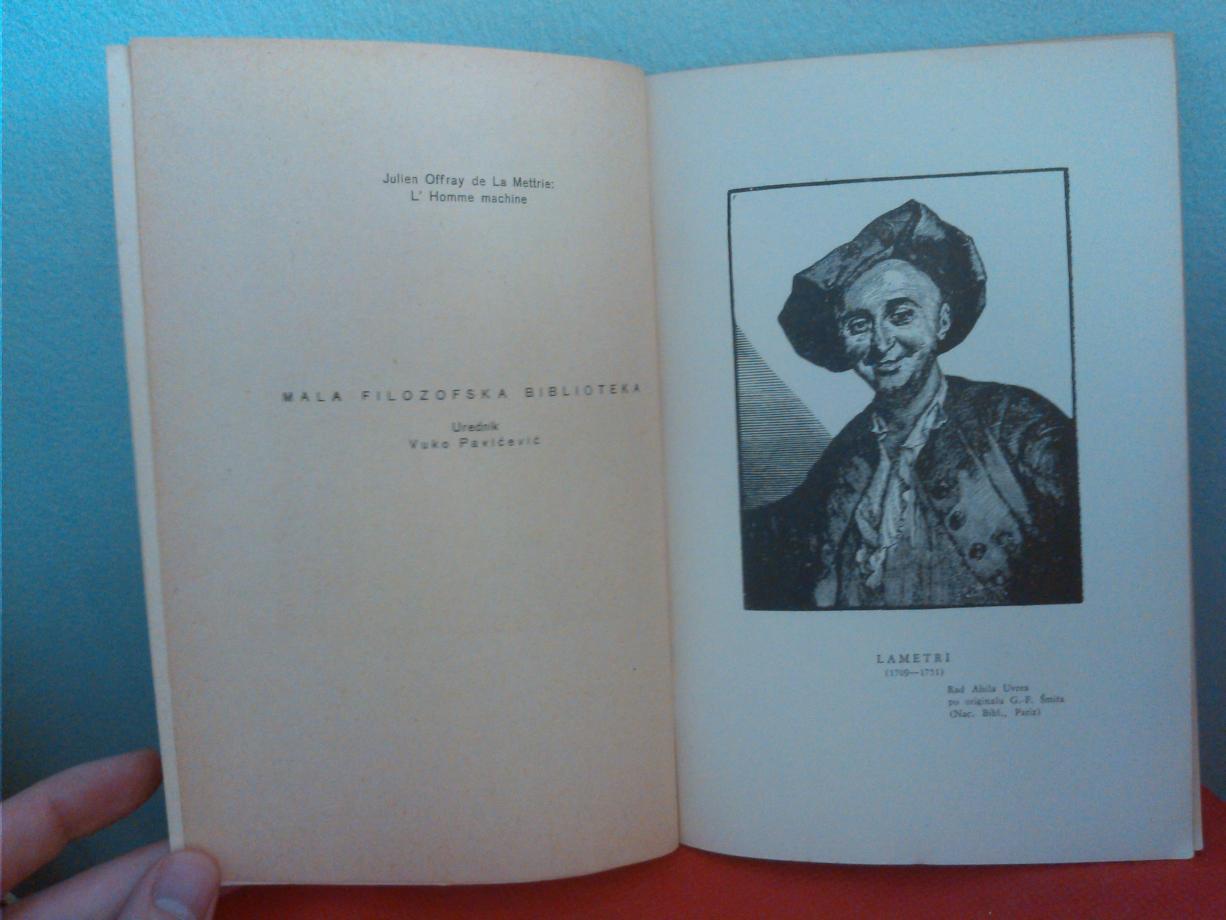 Julien Offray de La Mettrie:
L' Homme machine
MALA FILOZOFSKA BIBLIOTEKA
Urednik
Vuko Pavićević
LAMETRI
(1709—1751)
Rad Abila Uvrea
po originalu G.-F. Šmita
(Nac. Bibl., Pariz)